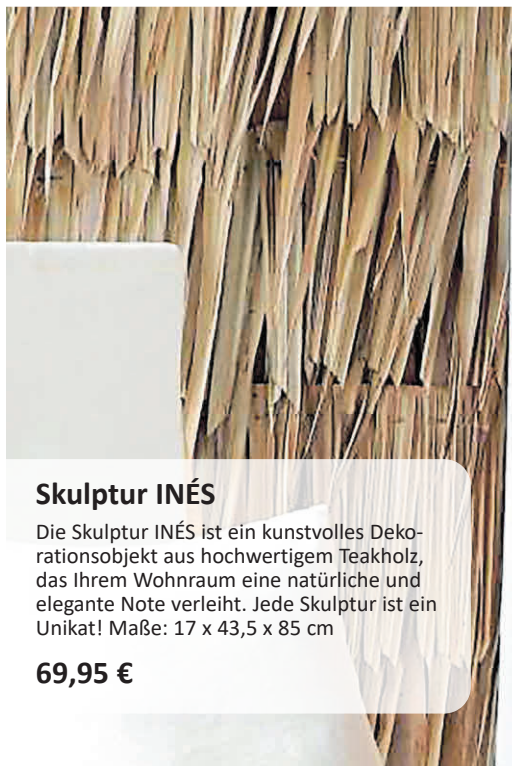 Skulptur INÉS
Die Skulptur INÉS ist ein kunstvolles Deko-
rationsobjekt aus hochwertigem Teakholz,
das Ihrem Wohnraum eine natürliche und
elegante Note verleiht. Jede Skulptur ist ein
Unikat! Maße: 17 x 43,5 x 85 cm
69,95 €